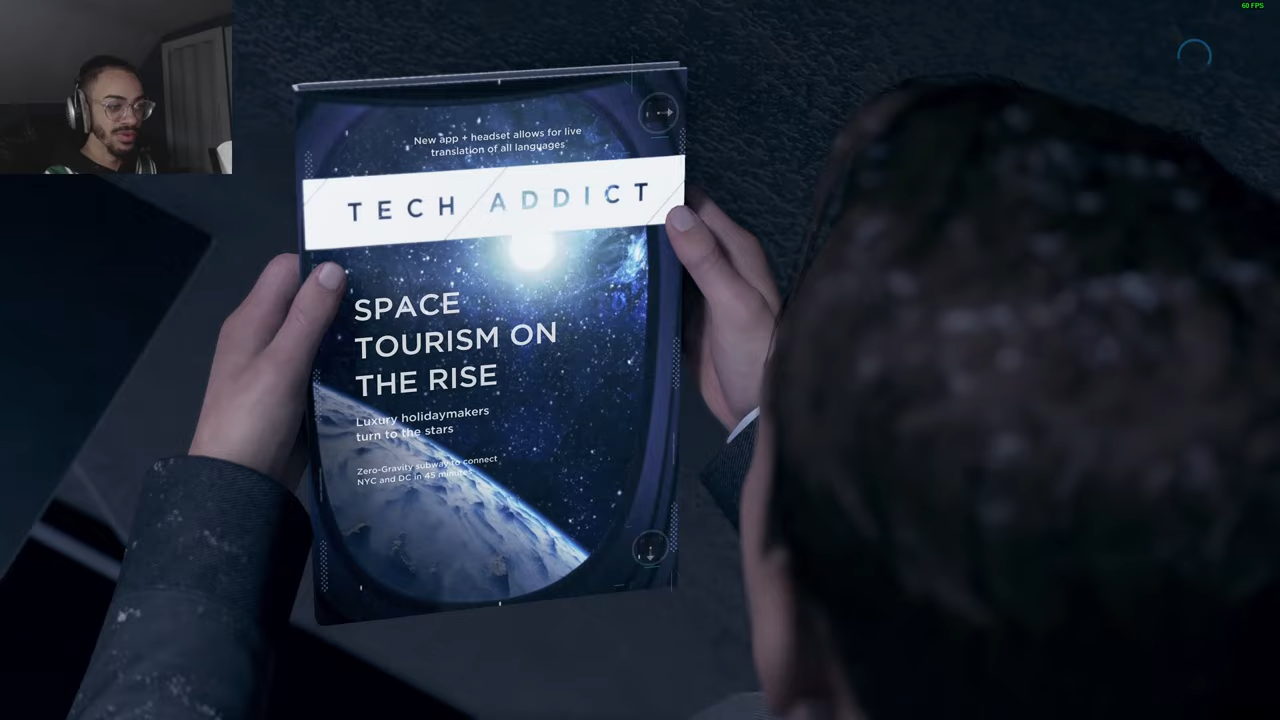 60 FPS
New app + headset allows for live
translation of all languages
TECH ADDICT
SPACE
TOURISM ON
THE RISE
Luxury holidaymakers
turn to the stars
Zero-Gravity subway to connect
NYC and DC in 45 minutes